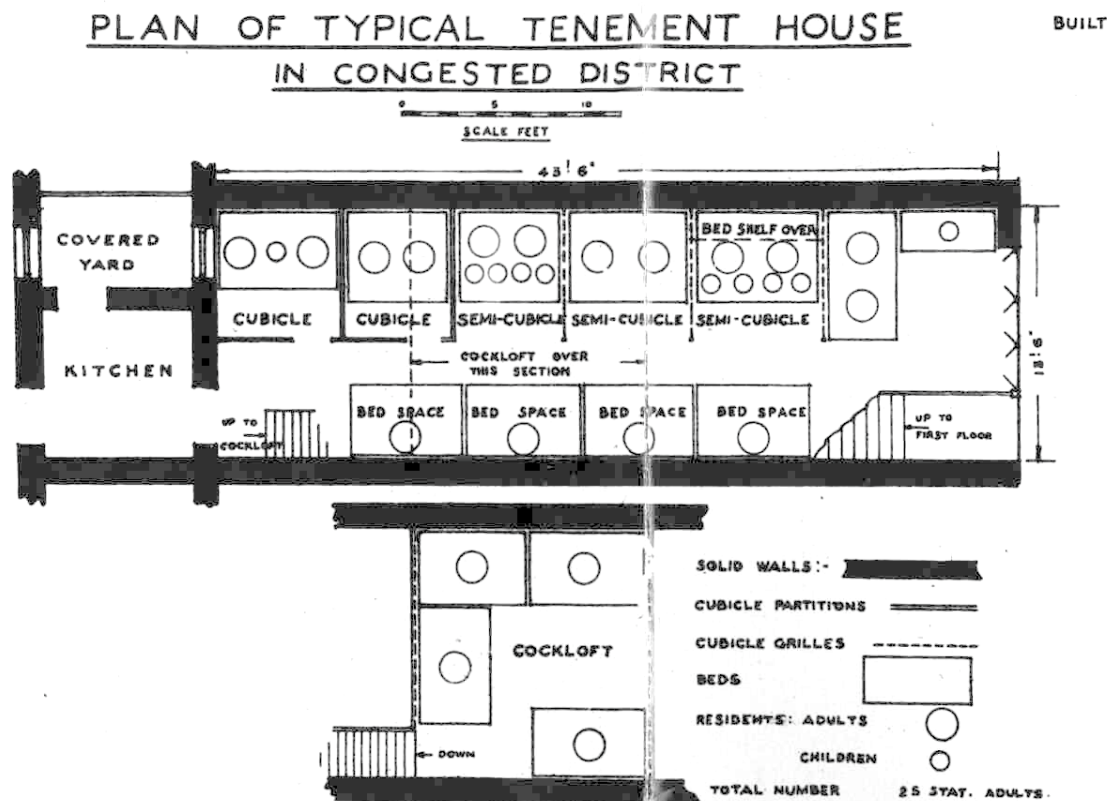 PLAN OF TYPICAL TENEMENT HOUSE
BUILT
IN CONGESTED DISTRICT
0 5 10
SCALE FEET
43' 6"
COVERED
YARD
BED SHELF OVER
CUBICLE CUBICLE SEMI-CUBICLE SEMI-CUBICLE SEMI-CUBICLE
COCKLOFT OVER
THIS SECTION
KITCHEN
13' 6"
BED SPACE BED SPACE BED SPACE BED SPACE
UP TO
COCKLOFT
UP TO
FIRST FLOOR
SOLID WALLS:-
CUBICLE PARTITIONS
CUBICLE GRILLES
COCKLOFT
BEDS
RESIDENTS: ADULTS
DOWN
CHILDREN
TOTAL NUMBER 25 STAT. ADULTS.